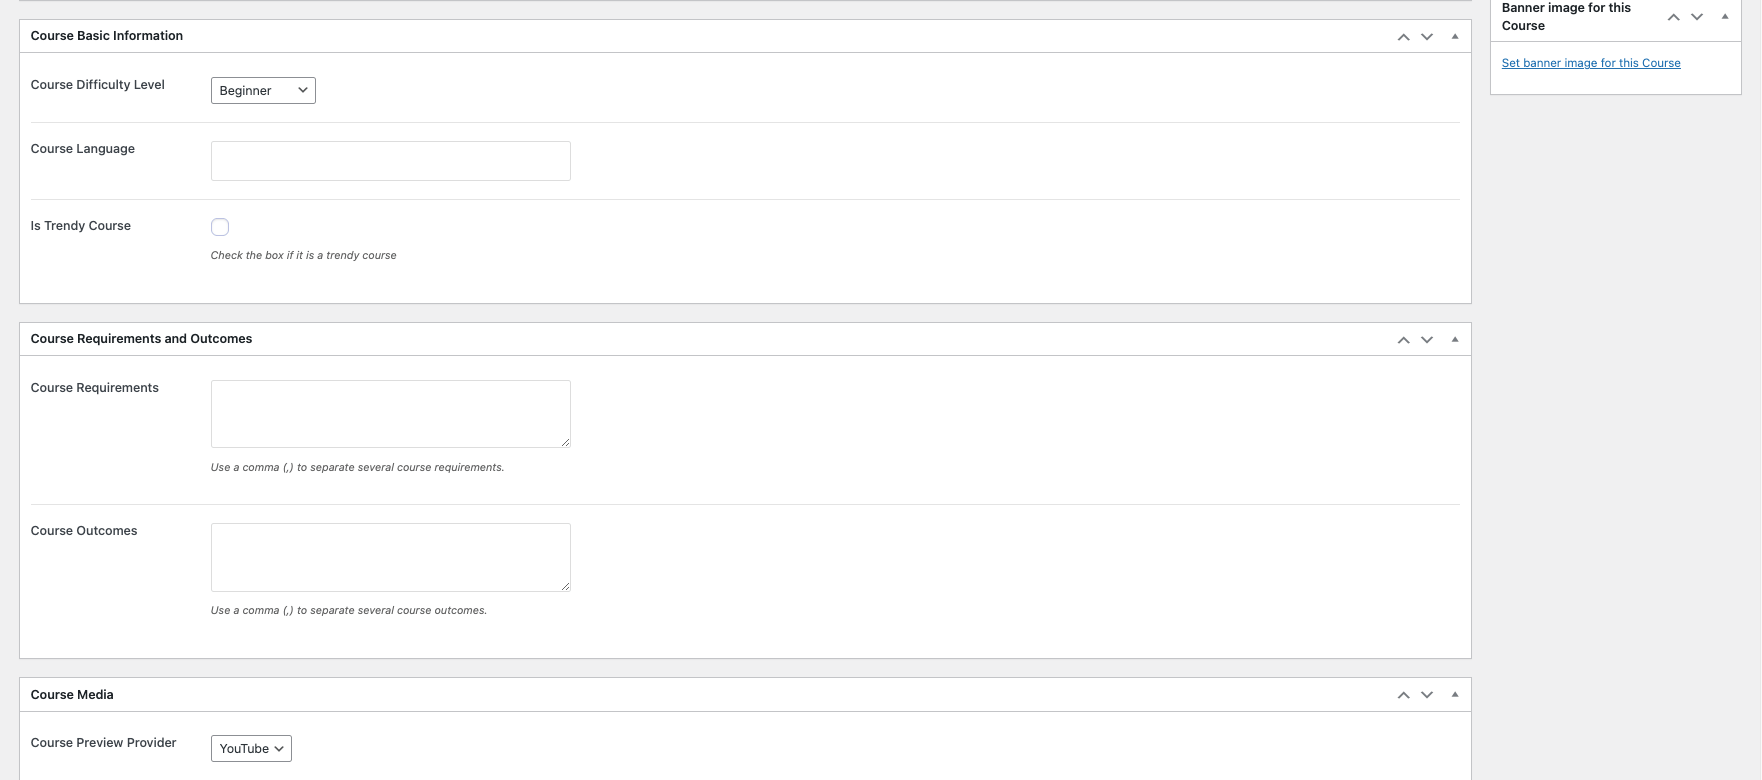 Banner image for this
Course
Set banner image for this Course
Course Basic Information
Course Difficulty Level
Beginner
Course Language
Is Trendy Course
Check the box if it is a trendy course
Course Requirements and Outcomes
Course Requirements
Use a comma (,) to separate several course requirements.
Course Outcomes
Use a comma (,) to separate several course outcomes.
Course Media
Course Preview Provider
YouTube